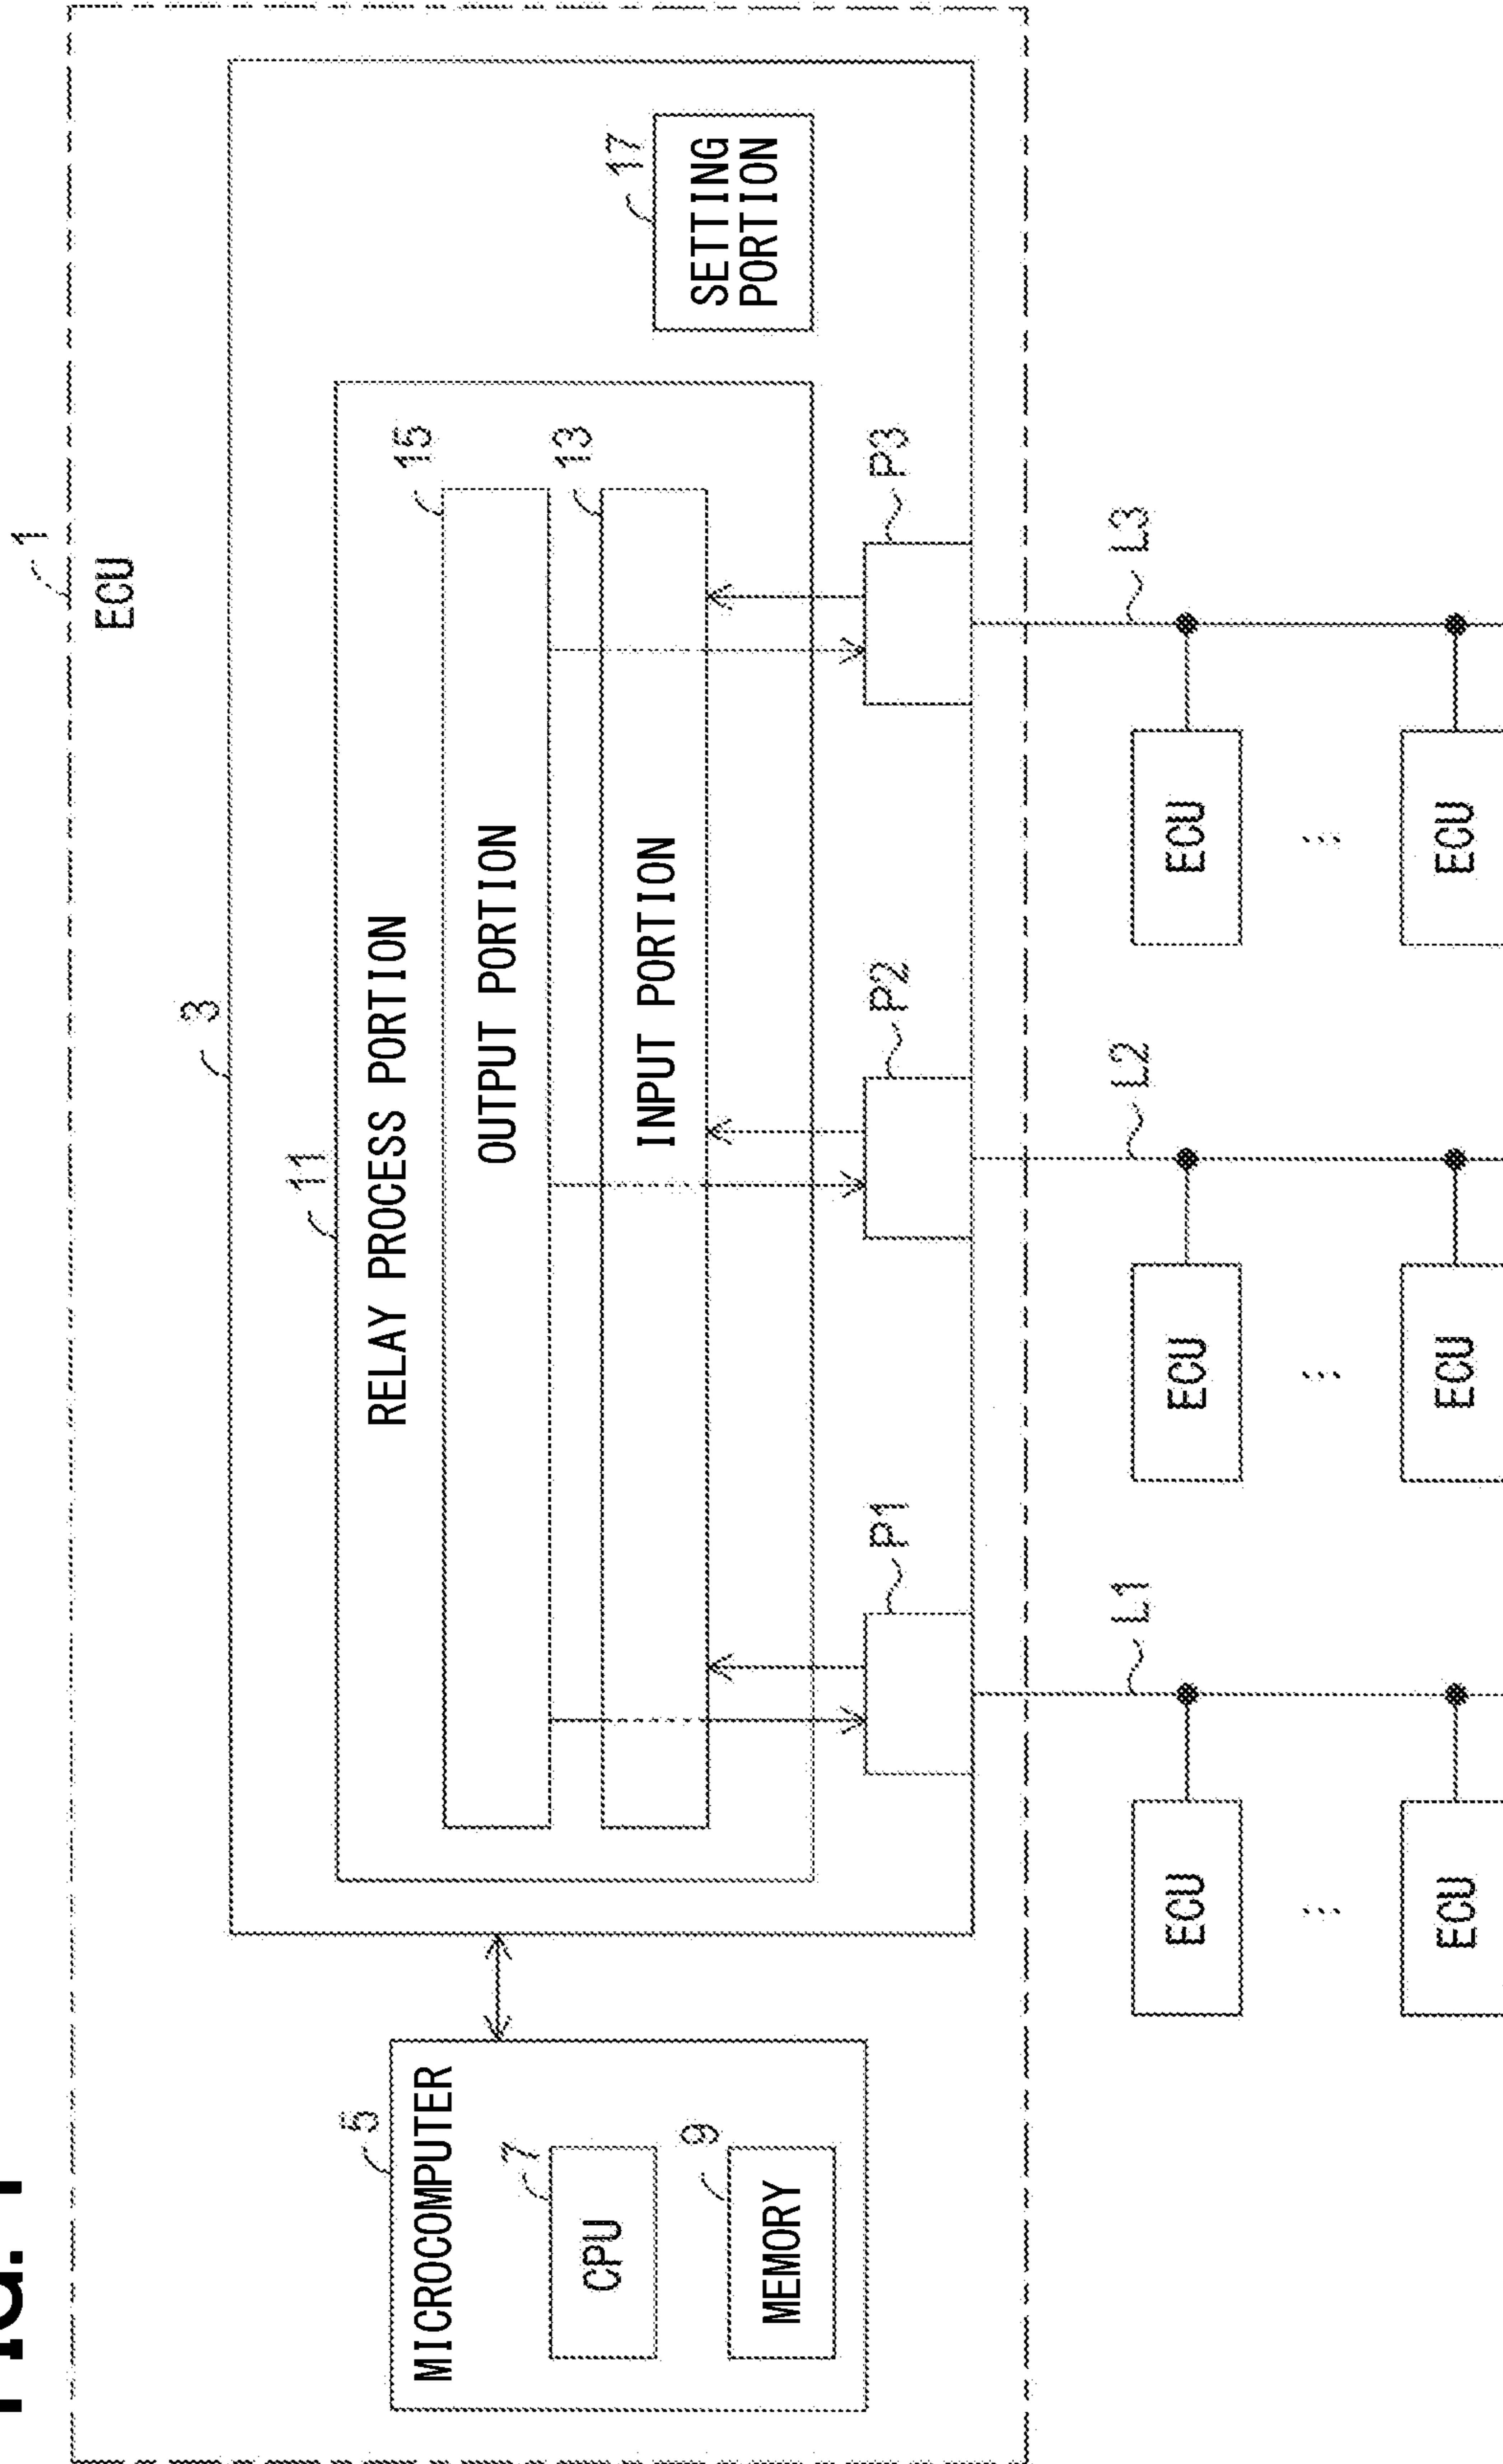 FIG. 1
1
ECU
3
5
MICROCOMPUTER
7
CPU
9
MEMORY
11
RELAY PROCESS PORTION
15
OUTPUT PORTION
13
INPUT PORTION
17
SETTING
PORTION
P1
P2
P3
L1
L2
L3
ECU
ECU
ECU
⋮
⋮
⋮
ECU
ECU
ECU